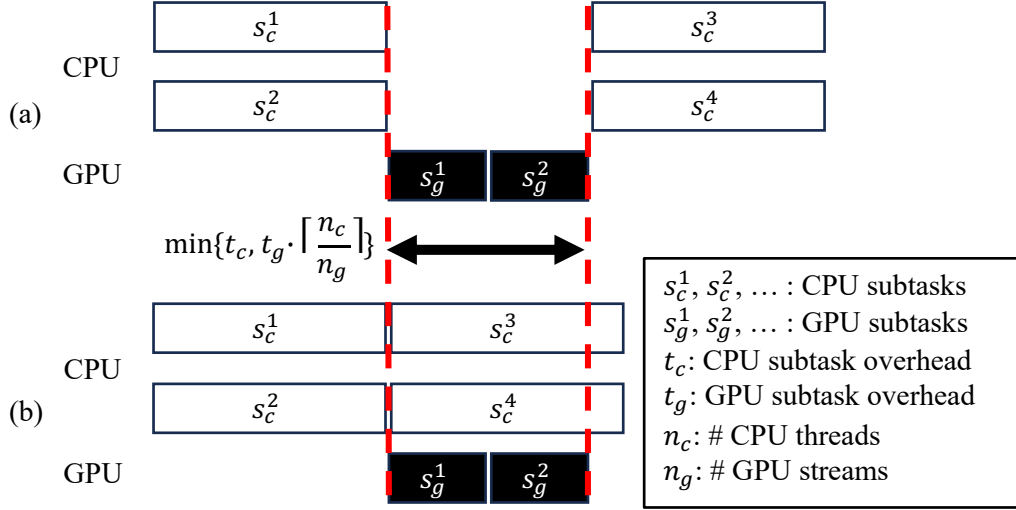 s_c^1 s_c^3
CPU
s_c^2 s_c^4
(a)
GPU s_g^1 s_g^2
min{t_c, t_g·⌈n_c/n_g⌉}
s_c^1 s_c^3
CPU
s_c^2 s_c^4
(b)
GPU s_g^1 s_g^2
s_c^1, s_c^2, … : CPU subtasks
s_g^1, s_g^2, … : GPU subtasks
t_c: CPU subtask overhead
t_g: GPU subtask overhead
n_c: # CPU threads
n_g: # GPU streams